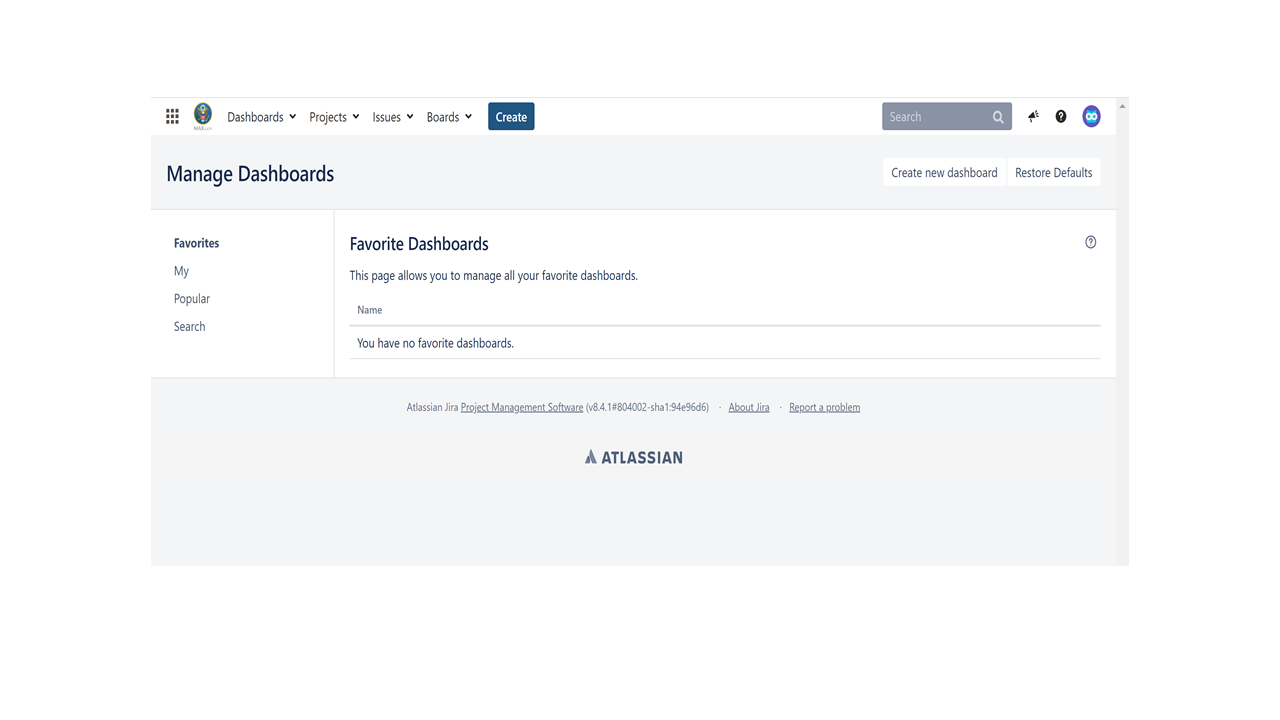 Dashboards Projects Issues Boards Create Search
Manage Dashboards
Create new dashboard Restore Defaults
Favorites
My
Popular
Search
Favorite Dashboards
This page allows you to manage all your favorite dashboards.
Name
You have no favorite dashboards.
Atlassian Jira Project Management Software (v8.4.1#804002-sha1:94e96d6) · About Jira · Report a problem
ATLASSIAN